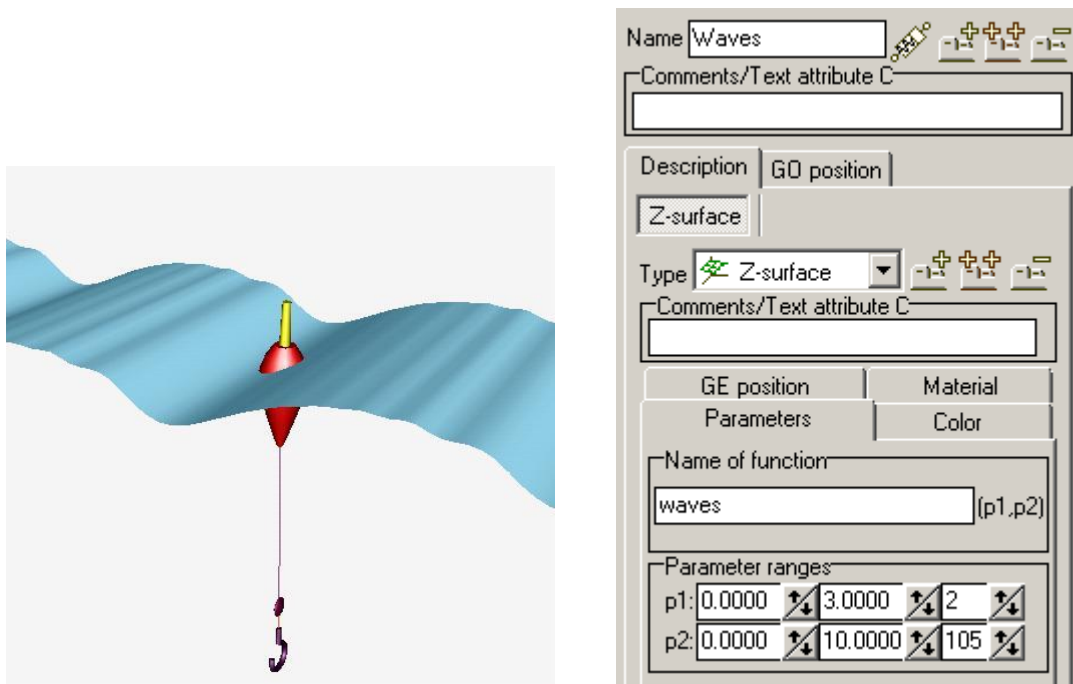 Name Waves
Comments/Text attribute C
Description GO position
Z-surface
Type Z-surface
Comments/Text attribute C
GE position Material
Parameters Color
Name of function
waves (p1,p2)
Parameter ranges
p1: 0.0000 3.0000 2
p2: 0.0000 10.0000 105